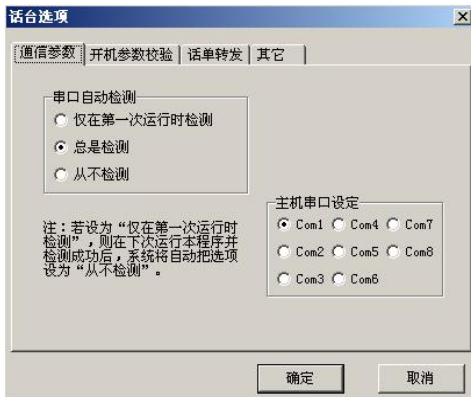 话台选项
通信参数 开机参数校验 话单转发 其它
串口自动检测
仅在第一次运行时检测
总是检测
从不检测
注：若设为“仅在第一次运行时
检测”，则在下次运行本程序并
检测成功后，系统将自动把选项
设为“从不检测”。
主机串口设定
Com1 Com4 Com7
Com2 Com5 Com8
Com3 Com6
确定 取消